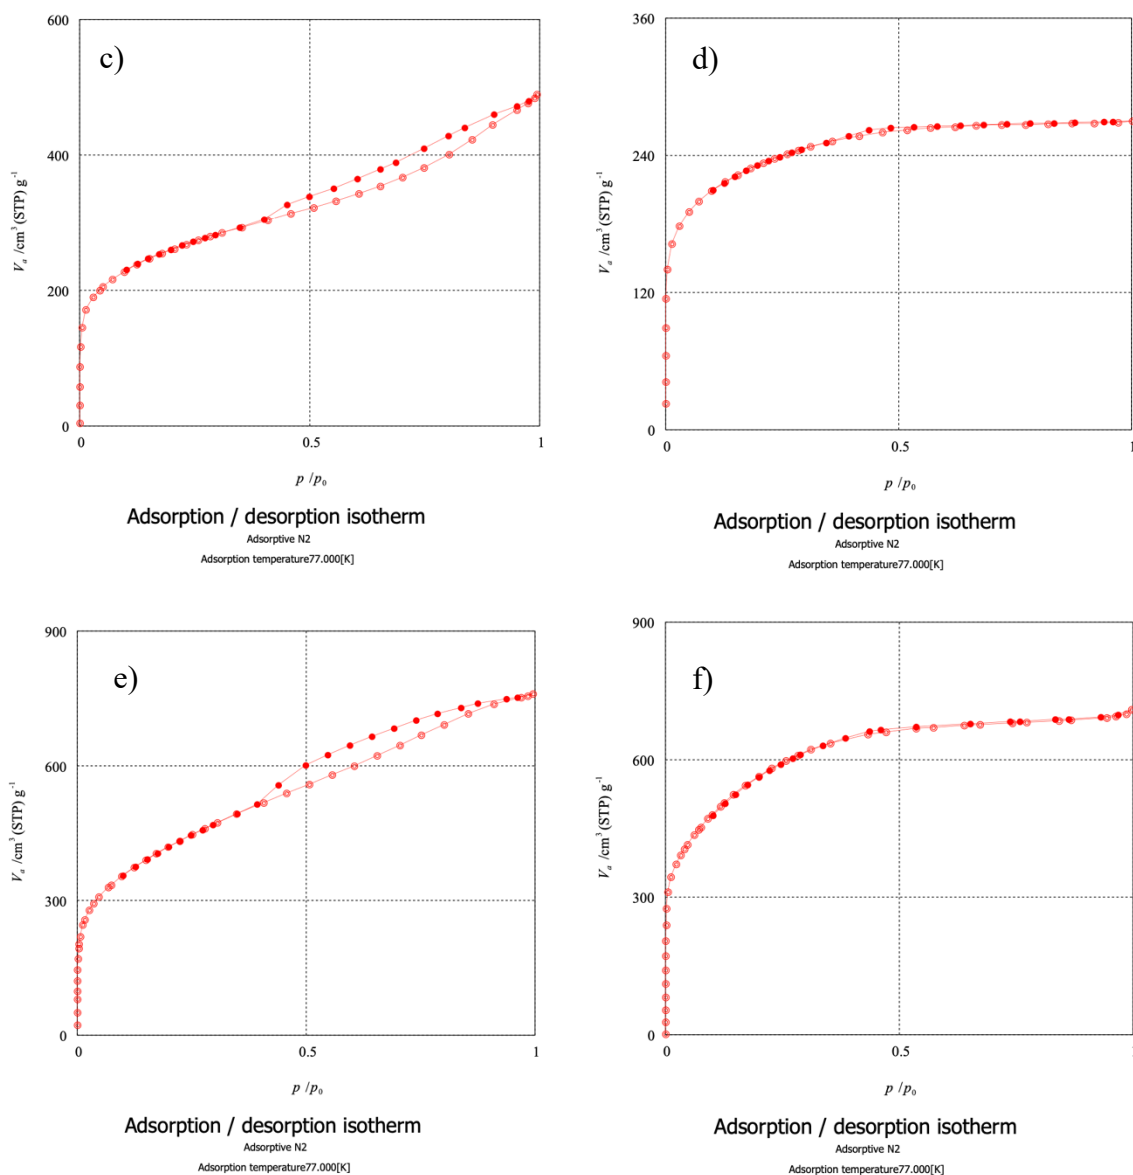 c)
600
400
200
0
V_a /cm³ (STP) g⁻¹
0 0.5 1
p /p₀
Adsorption / desorption isotherm
Adsorptive N2
Adsorption temperature77.000[K]
d)
360
240
120
0
V_a /cm³ (STP) g⁻¹
0 0.5 1
p /p₀
Adsorption / desorption isotherm
Adsorptive N2
Adsorption temperature77.000[K]
e)
900
600
300
0
V_a /cm³ (STP) g⁻¹
0 0.5 1
p /p₀
Adsorption / desorption isotherm
Adsorptive N2
Adsorption temperature77.000[K]
f)
900
600
300
0
V_a /cm³ (STP) g⁻¹
0 0.5 1
p /p₀
Adsorption / desorption isotherm
Adsorptive N2
Adsorption temperature77.000[K]